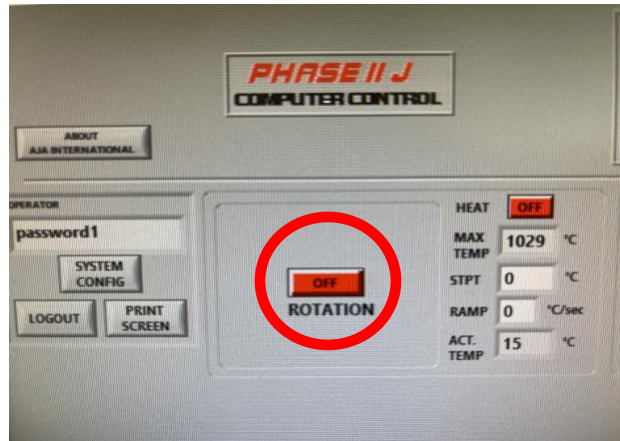 PHASE II J
COMPUTER CONTROL
ABOUT
AJA INTERNATIONAL
OPERATOR
password1
SYSTEM
CONFIG
LOGOUT
PRINT
SCREEN
OFF
ROTATION
HEAT OFF
MAX
TEMP 1029 °C
STPT 0 °C
RAMP 0 °C/sec
ACT.
TEMP 15 °C